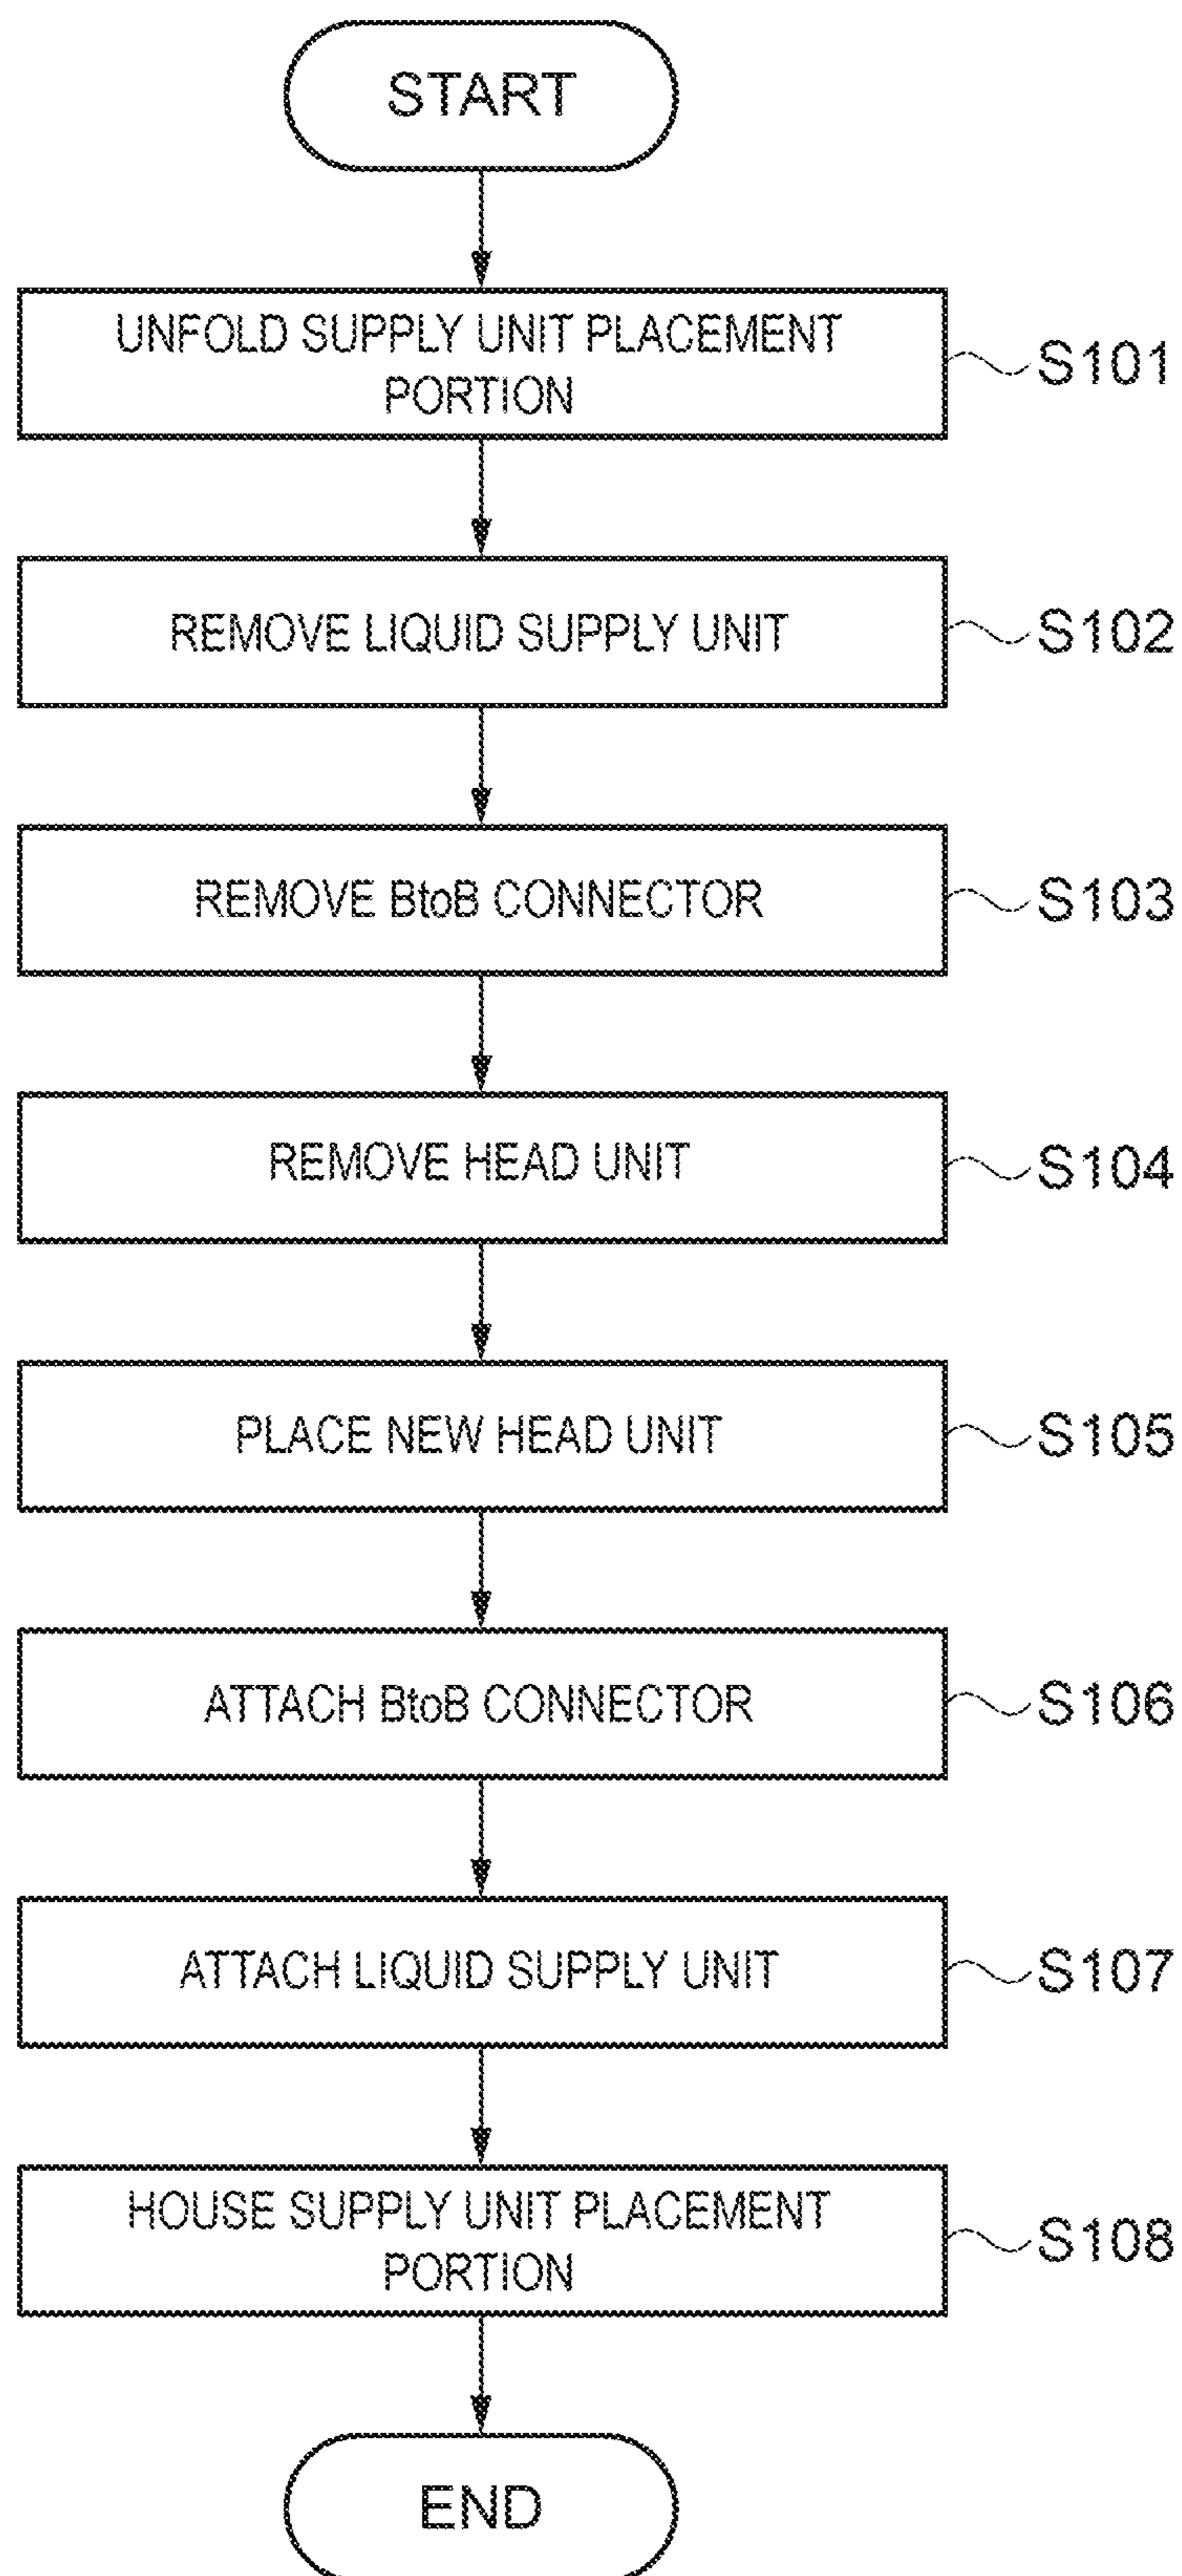 START
UNFOLD SUPPLY UNIT PLACEMENT
PORTION
S101
REMOVE LIQUID SUPPLY UNIT
S102
REMOVE BtoB CONNECTOR
S103
REMOVE HEAD UNIT
S104
PLACE NEW HEAD UNIT
S105
ATTACH BtoB CONNECTOR
S106
ATTACH LIQUID SUPPLY UNIT
S107
HOUSE SUPPLY UNIT PLACEMENT
PORTION
S108
END